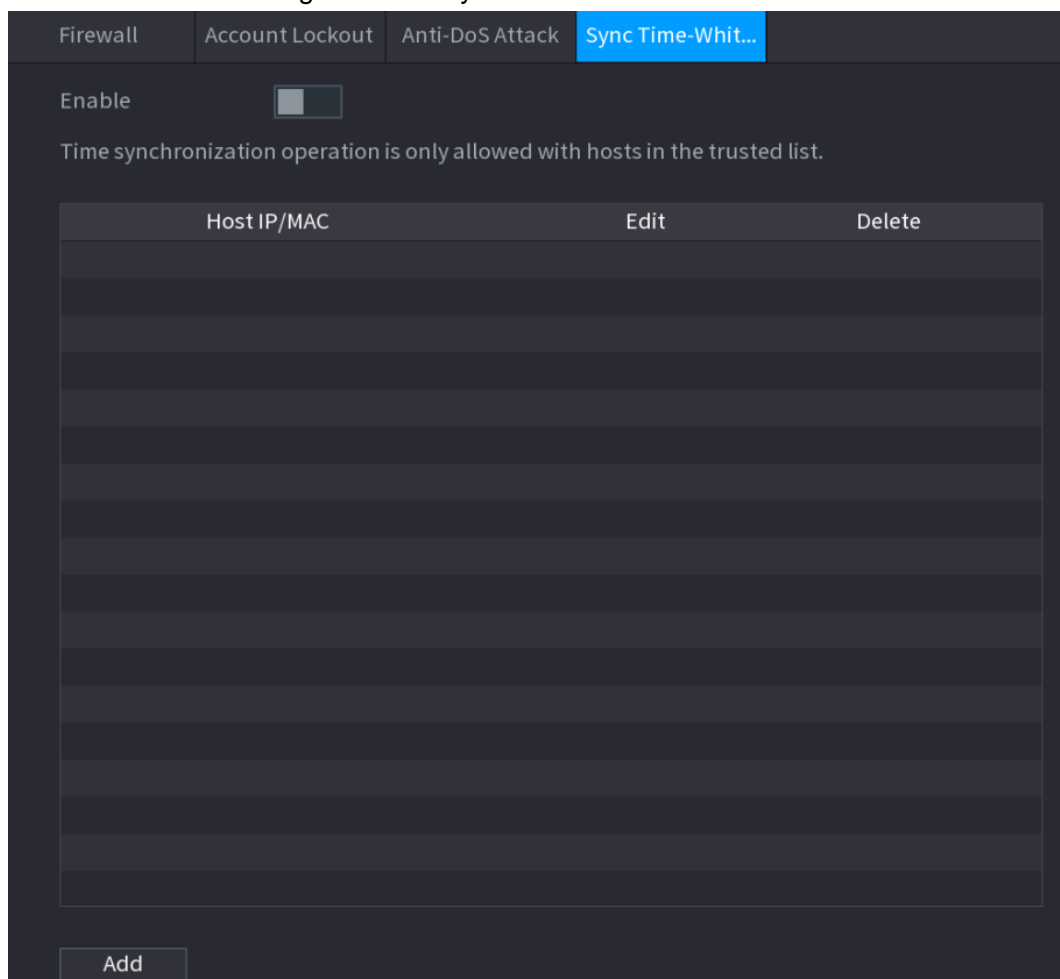 Firewall Account Lockout Anti-DoS Attack Sync Time-Whit...
Enable
Time synchronization operation is only allowed with hosts in the trusted list.
Host IP/MAC Edit Delete
Add